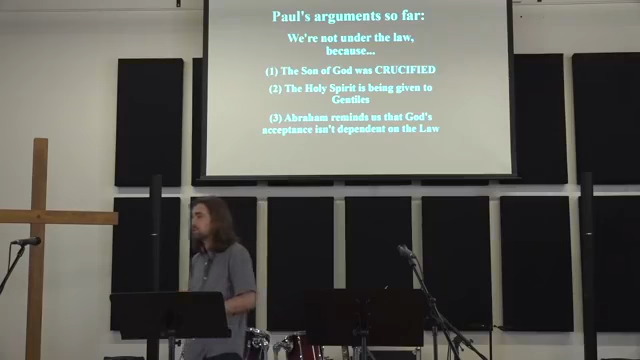 Paul's arguments so far:
We're not under the law,
because...
(1) The Son of God was CRUCIFIED
(2) The Holy Spirit is being given to
Gentiles
(3) Abraham reminds us that God's
acceptance isn't dependent on the Law